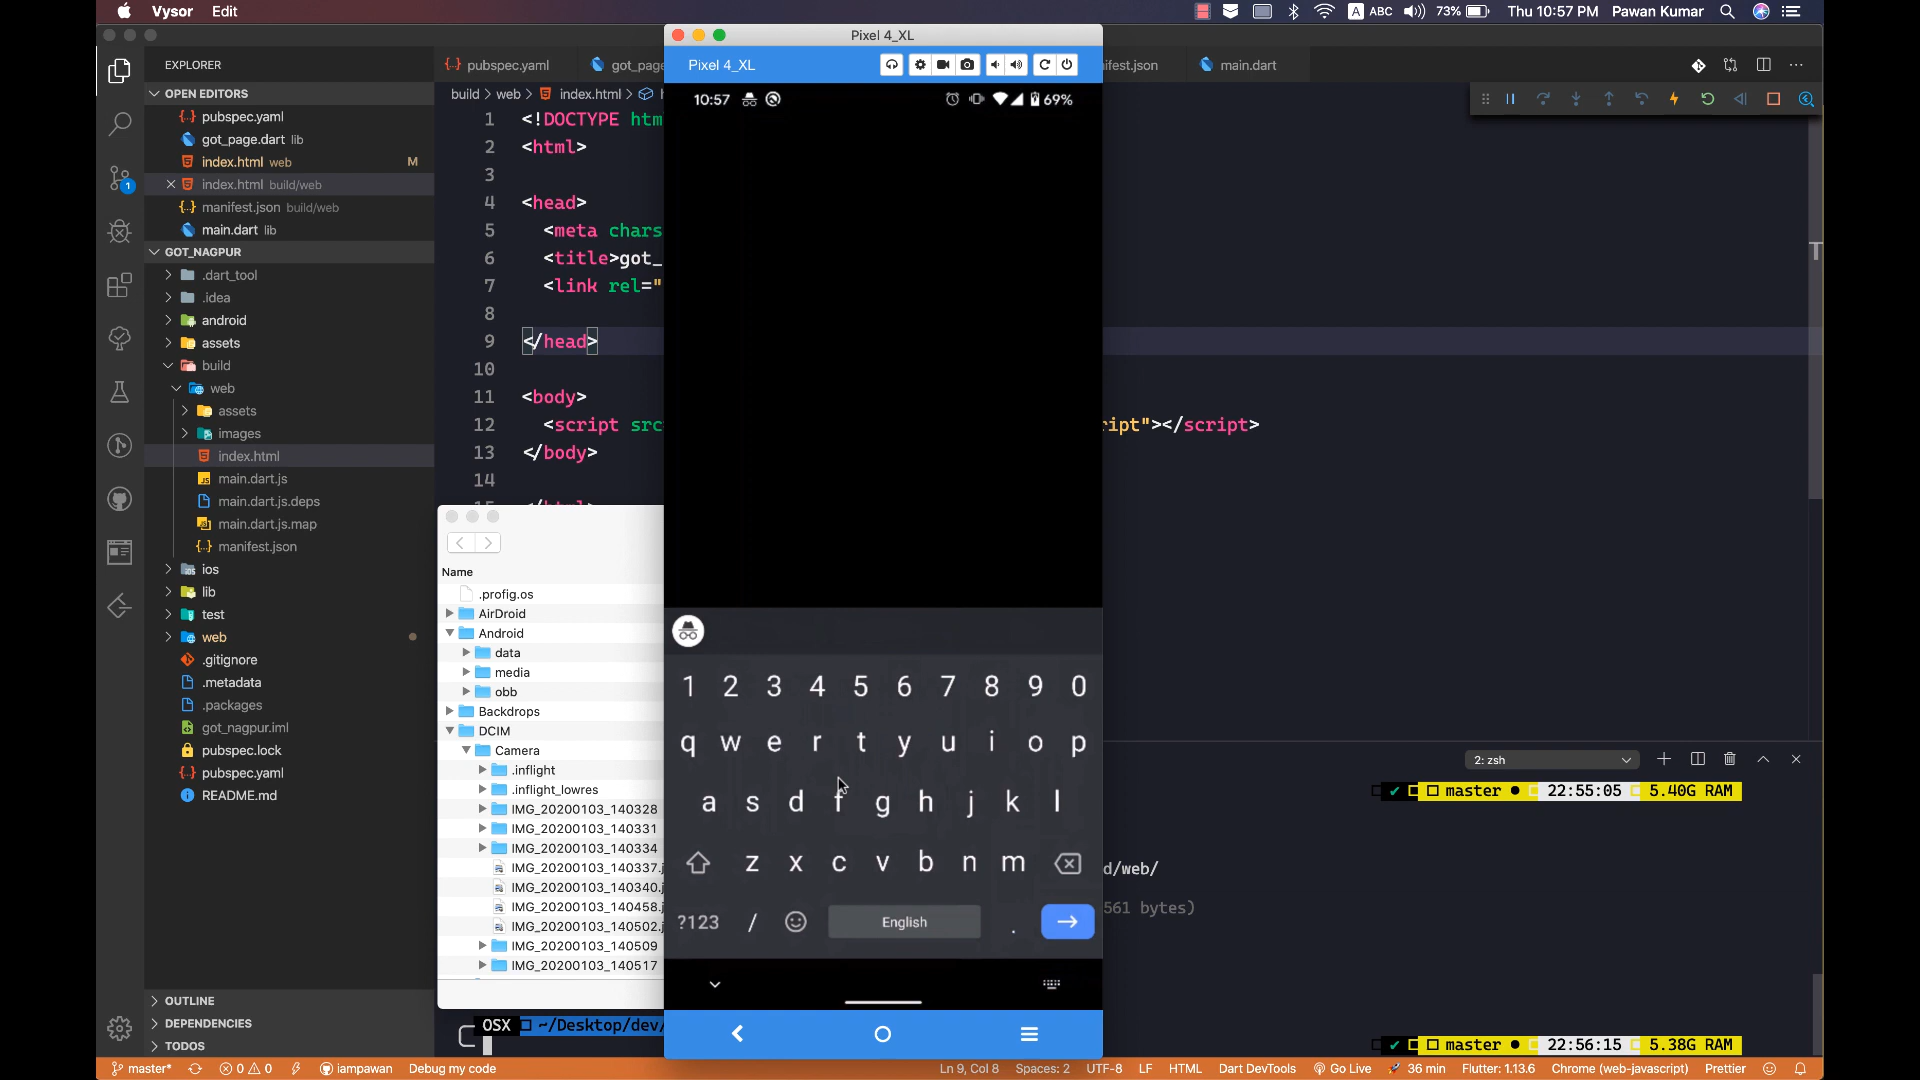 Vysor Edit
ABC 73% Thu 10:57 PM Pawan Kumar
EXPLORER
OPEN EDITORS
pubspec.yaml
got_page.dart lib
index.html web M
index.html build/web
manifest.json build/web
main.dart lib
GOT_NAGPUR
.dart_tool
.idea
android
assets
build
web
assets
images
index.html
main.dart.js
main.dart.js.deps
main.dart.js.map
manifest.json
ios
lib
test
web
.gitignore
.metadata
.packages
got_nagpur.iml
pubspec.lock
pubspec.yaml
README.md
OUTLINE
DEPENDENCIES
TODOS
pubspec.yaml got_page
ifest.json main.dart
build > web > index.html >
1 <!DOCTYPE htm
2 <html>
3
4 <head>
5 <meta chars
6 <title>got_
7 <link rel="
8
9 </head>
10
11 <body>
12 <script src ript"></script>
13 </body>
14
Name
.profig.os
AirDroid
Android
data
media
obb
Backdrops
DCIM
Camera
.inflight
.inflight_lowres
IMG_20200103_140328
IMG_20200103_140331
IMG_20200103_140334
IMG_20200103_140337.j
IMG_20200103_140340.j
IMG_20200103_140458.j
IMG_20200103_140502.j
IMG_20200103_140509
IMG_20200103_140517
Pixel 4_XL
Pixel 4_XL
10:57 69%
1 2 3 4 5 6 7 8 9 0
q w e r t y u i o p
a s d f g h j k l
z x c v b n m
?123 / English .
2: zsh
master 22:55:05 5.40G RAM
d/web/
561 bytes)
OSX ~/Desktop/dev/
master 22:56:15 5.38G RAM
master* 0 0 iampawan Debug my code
Ln 9, Col 8 Spaces: 2 UTF-8 LF HTML Dart DevTools Go Live 36 min Flutter: 1.13.6 Chrome (web-javascript) Prettier